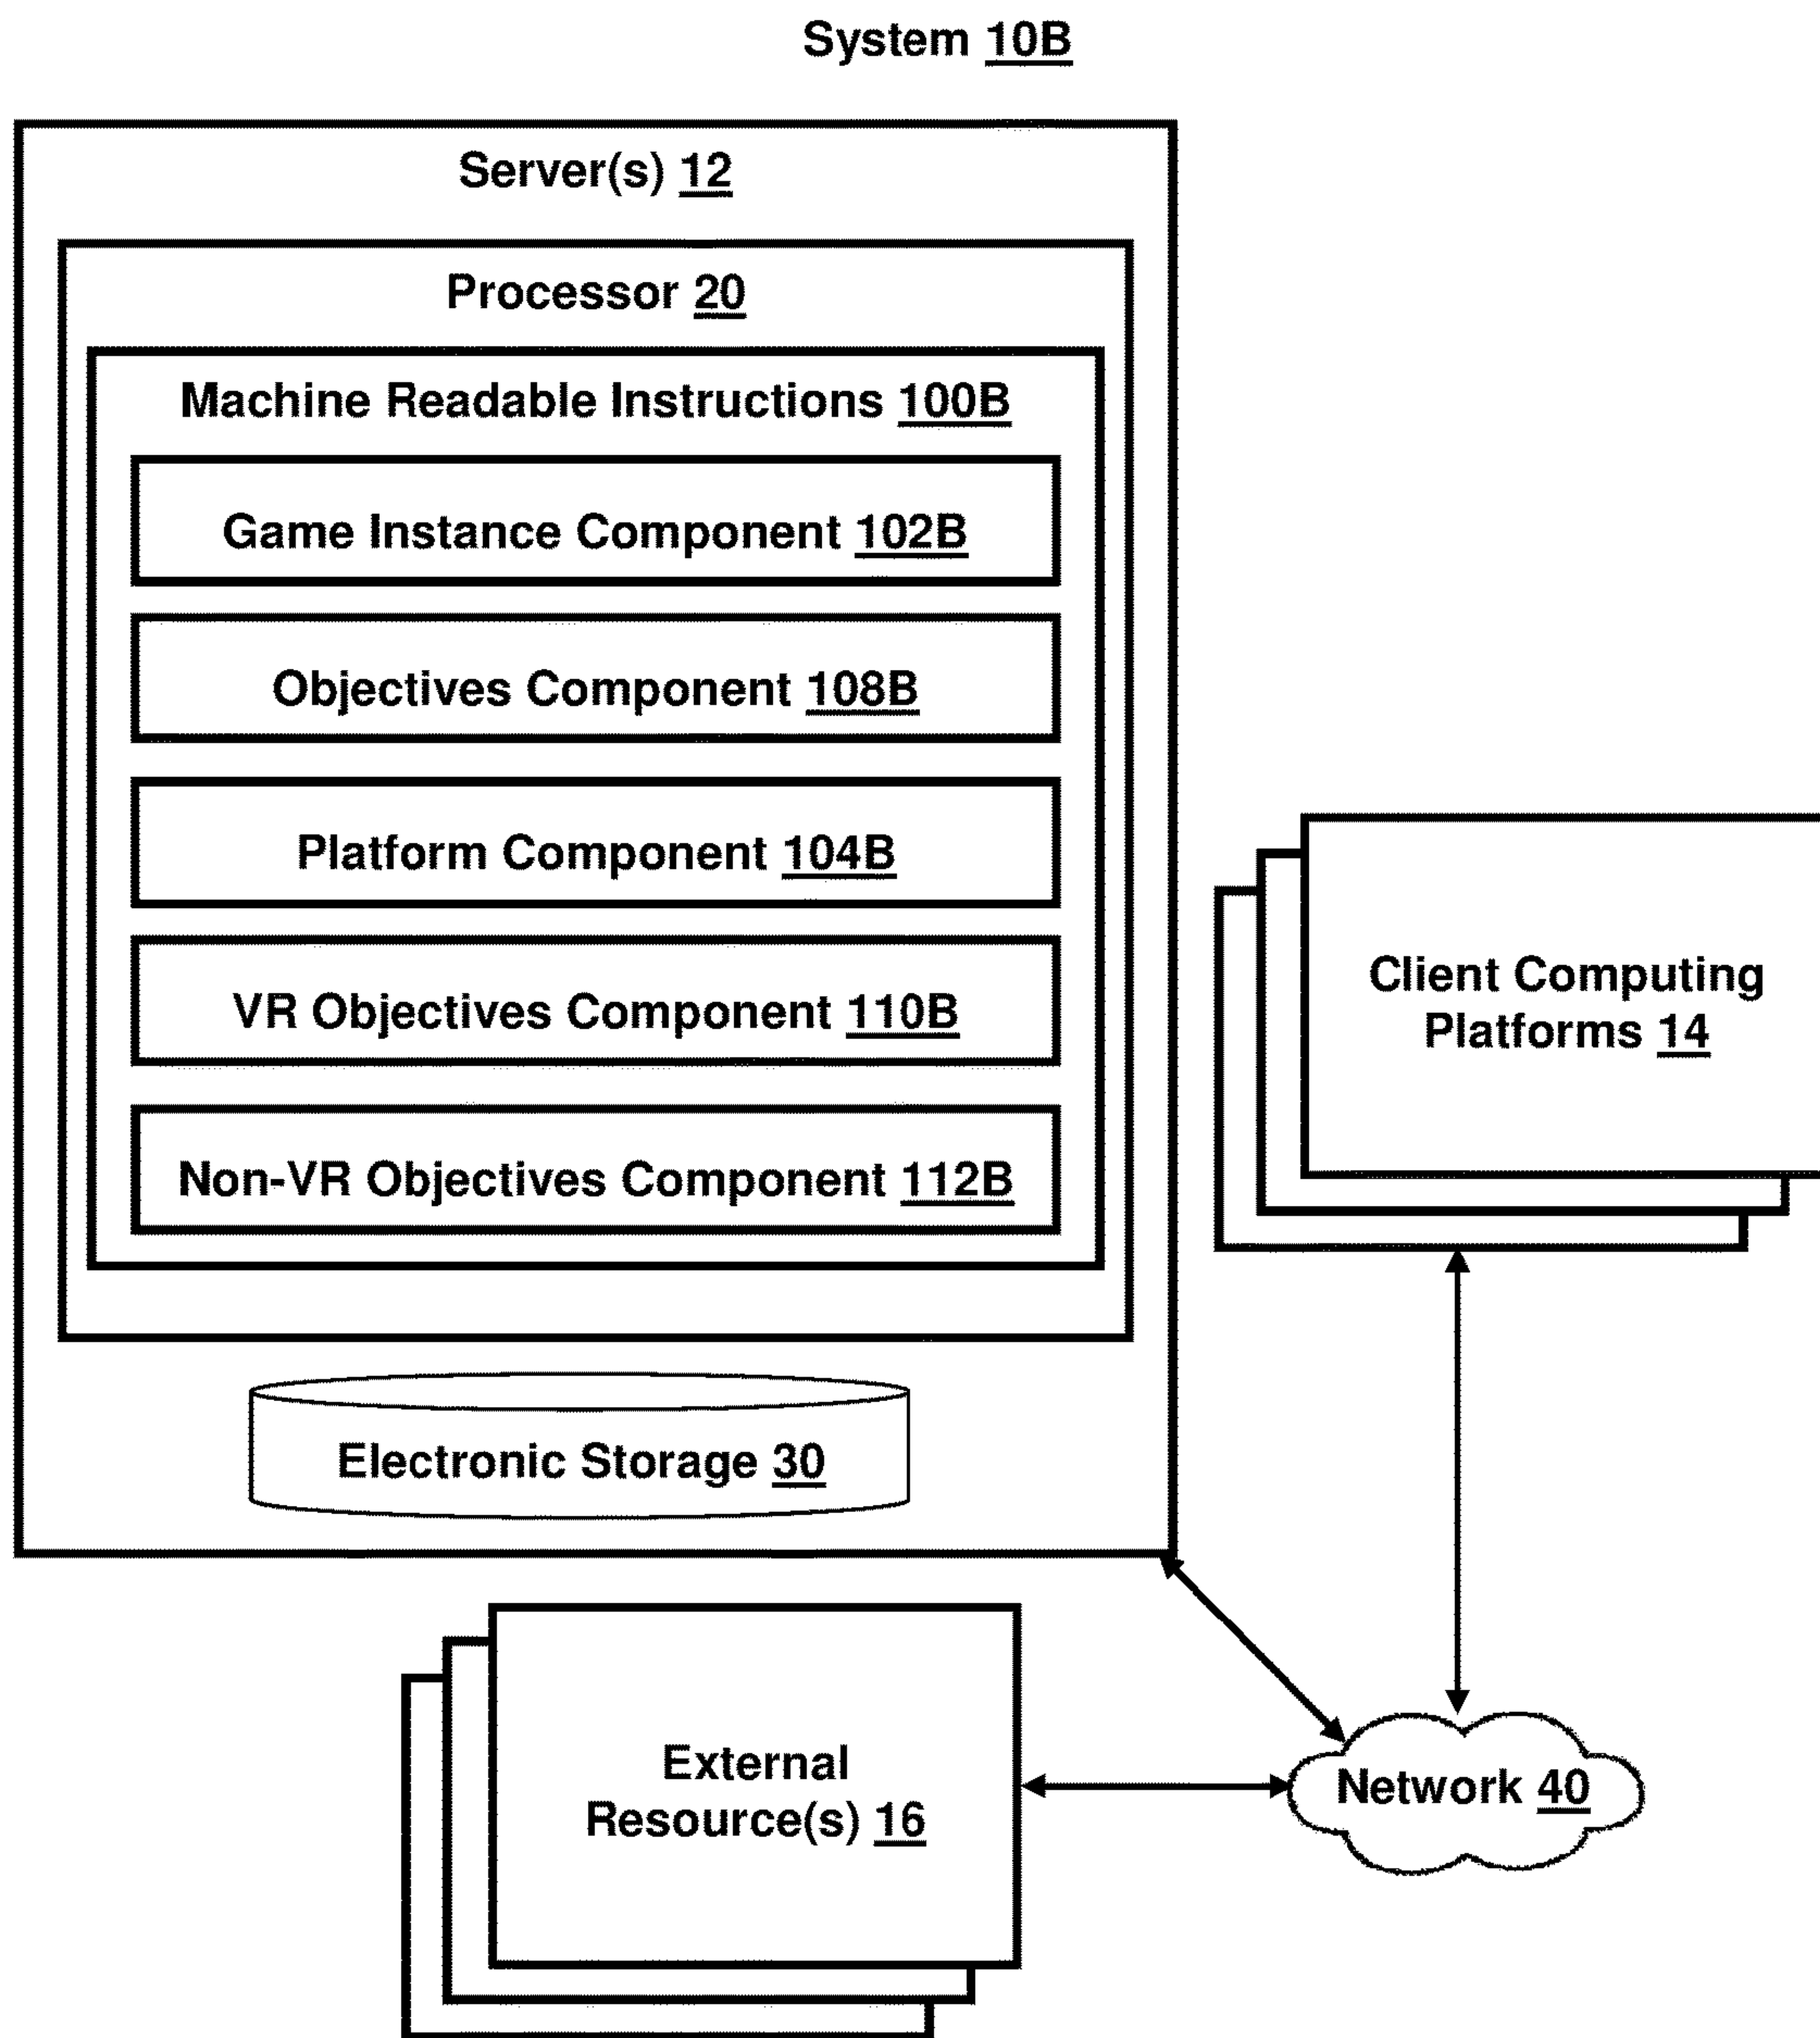 System 10B
Server(s) 12
Processor 20
Machine Readable Instructions 100B
Game Instance Component 102B
Objectives Component 108B
Platform Component 104B
VR Objectives Component 110B
Non-VR Objectives Component 112B
Electronic Storage 30
Client Computing
Platforms 14
External
Resource(s) 16
Network 40